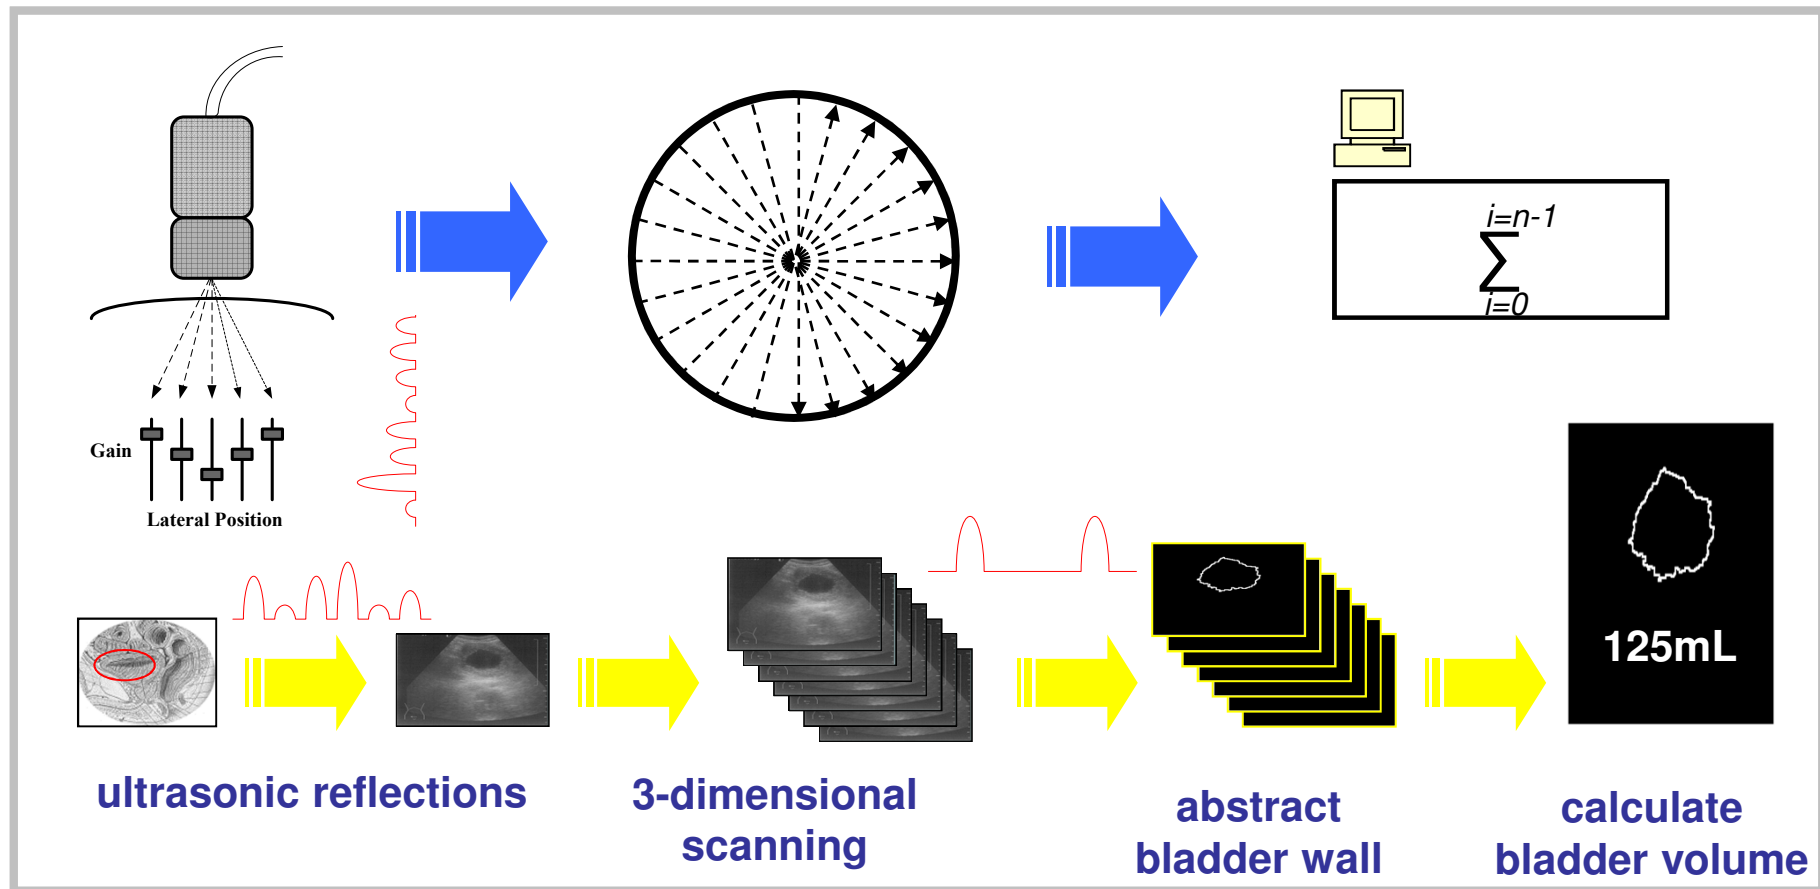 i=n-1
∑
i=0
Gain
Lateral Position
125mL
ultrasonic reflections
3-dimensional
scanning
abstract
bladder wall
calculate
bladder volume